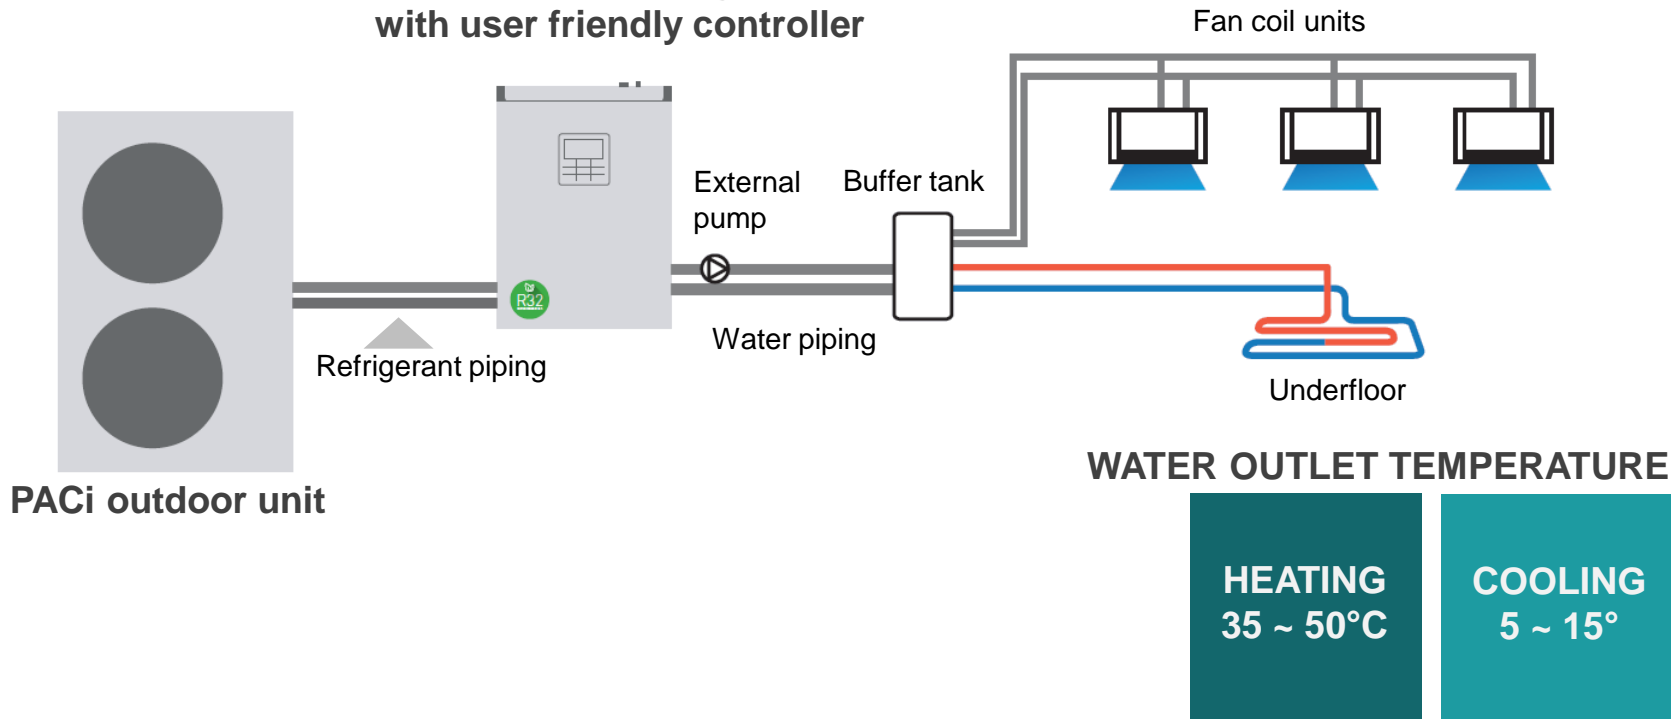 with user friendly controller
Fan coil units
External
pump
Buffer tank
R32
Water piping
Refrigerant piping
Underfloor
PACi outdoor unit
WATER OUTLET TEMPERATURE
HEATING
35 ~ 50°C
COOLING
5 ~ 15°